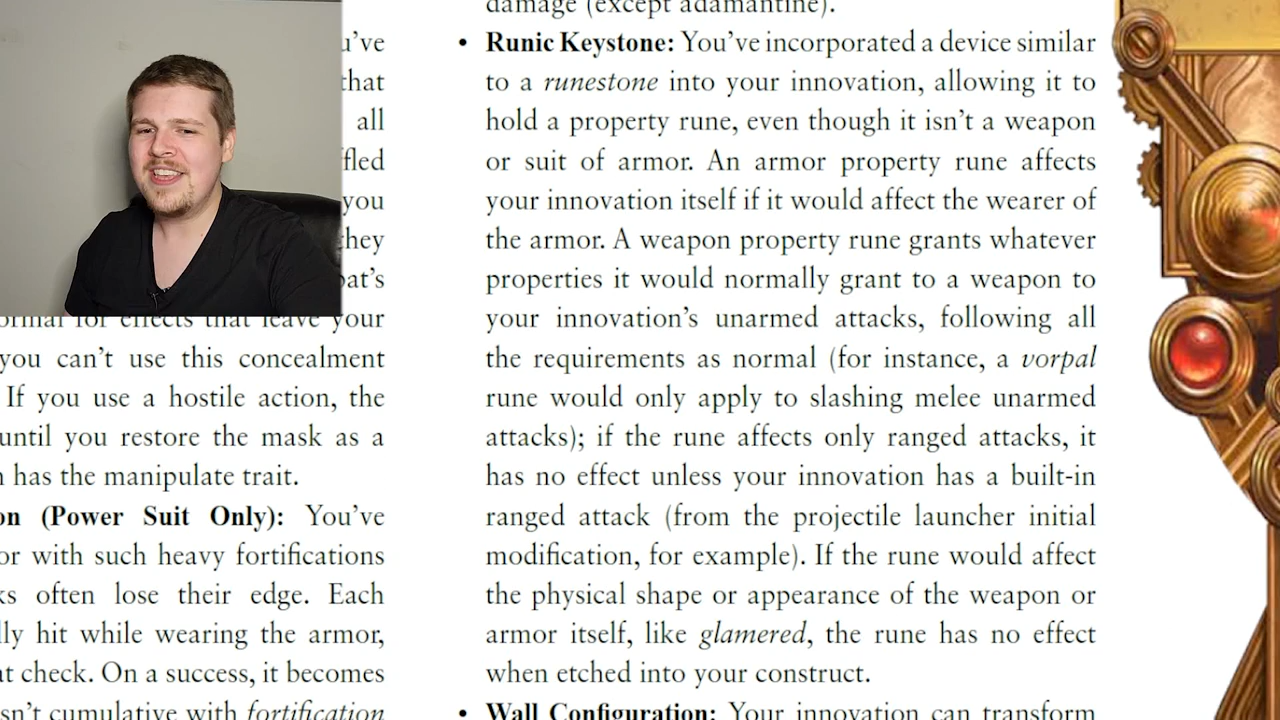 u've
that
all
ffled
you
they
oat's
ormal for effects that leave your
you can't use this concealment
If you use a hostile action, the
until you restore the mask as a
n has the manipulate trait.
on (Power Suit Only): You've
or with such heavy fortifications
ks often lose their edge. Each
lly hit while wearing the armor,
at check. On a success, it becomes
sn't cumulative with fortification
damage (except adamantine).
• Runic Keystone: You've incorporated a device similar
to a runestone into your innovation, allowing it to
hold a property rune, even though it isn't a weapon
or suit of armor. An armor property rune affects
your innovation itself if it would affect the wearer of
the armor. A weapon property rune grants whatever
properties it would normally grant to a weapon to
your innovation's unarmed attacks, following all
the requirements as normal (for instance, a vorpal
rune would only apply to slashing melee unarmed
attacks); if the rune affects only ranged attacks, it
has no effect unless your innovation has a built-in
ranged attack (from the projectile launcher initial
modification, for example). If the rune would affect
the physical shape or appearance of the weapon or
armor itself, like glamered, the rune has no effect
when etched into your construct.
• Wall Configuration: Your innovation can transform